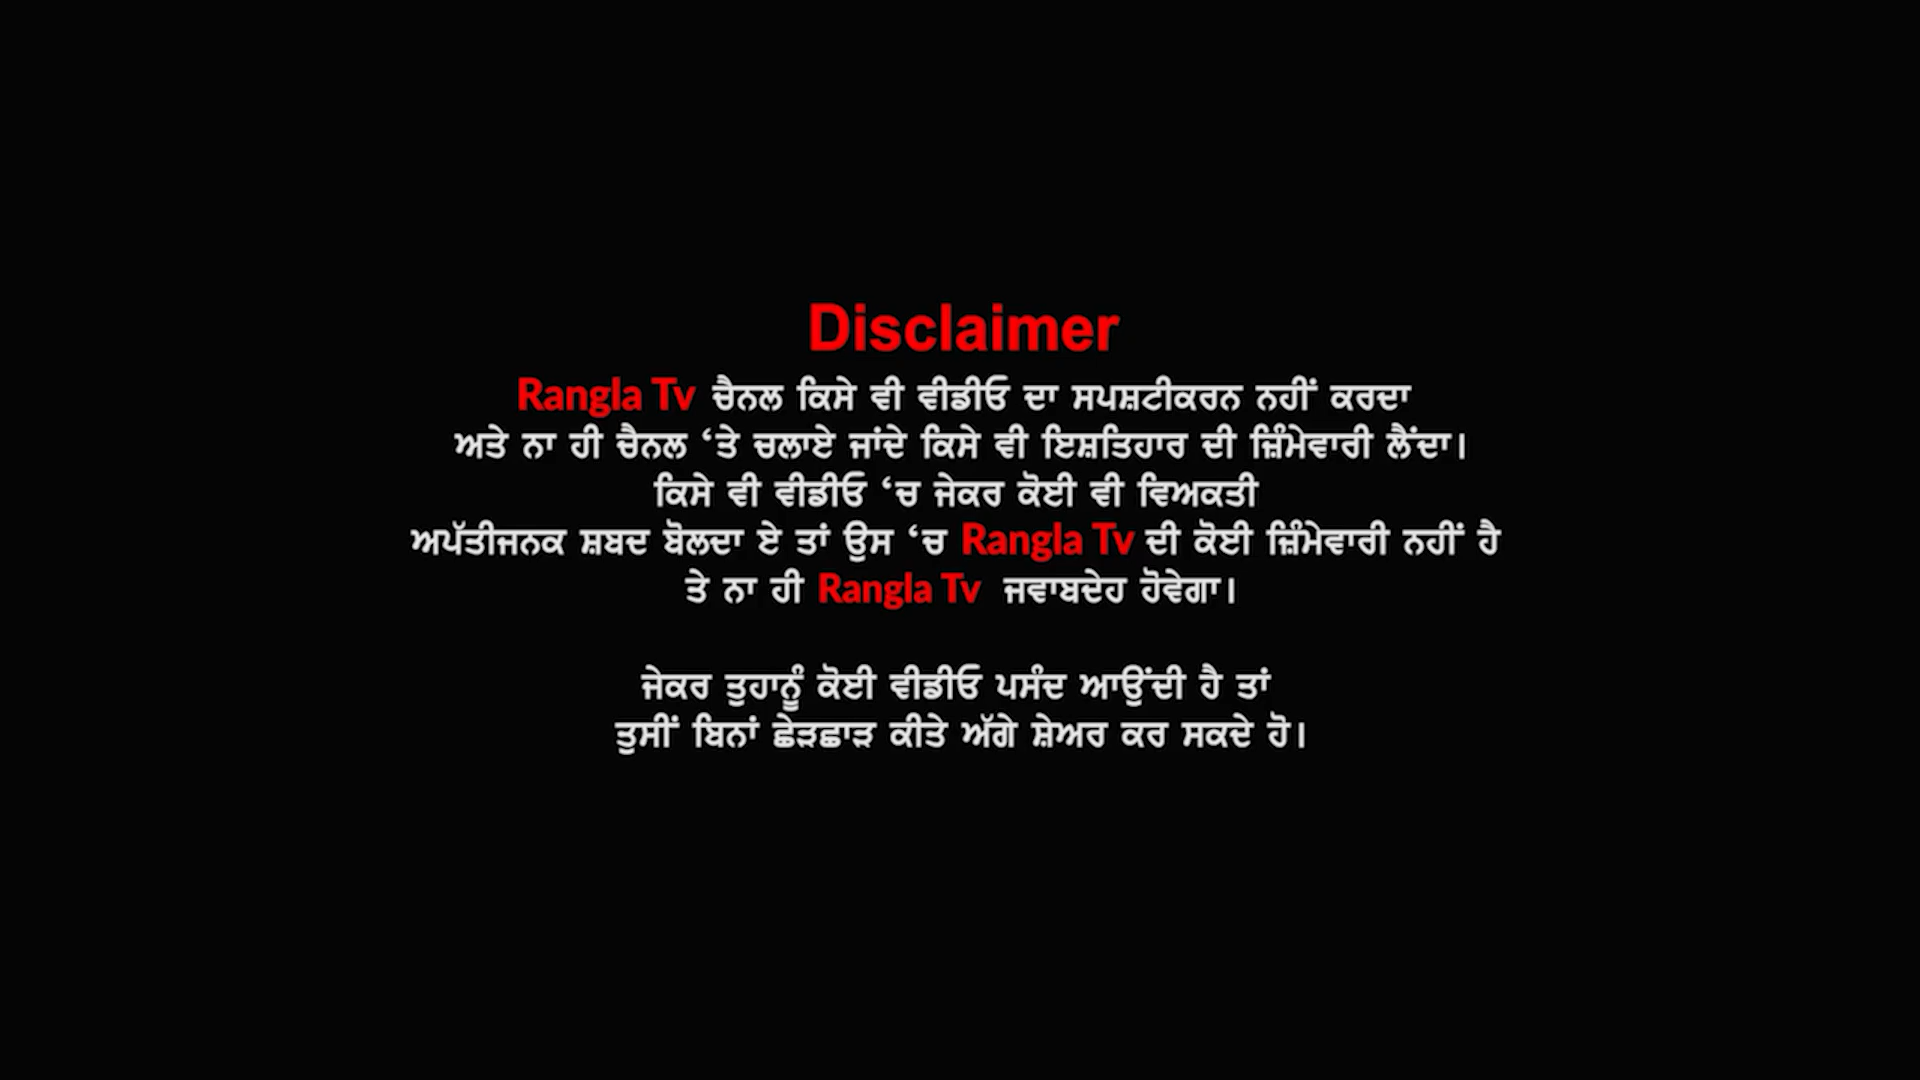 Disclaimer
Rangla Tv ਚੈਨਲ ਕਿਸੇ ਵੀ ਵੀਡੀਓ ਦਾ ਸਪਸ਼ਟੀਕਰਨ ਨਹੀਂ ਕਰਦਾ
ਅਤੇ ਨਾ ਹੀ ਚੈਨਲ ‘ਤੇ ਚਲਾਏ ਜਾਂਦੇ ਕਿਸੇ ਵੀ ਇਸ਼ਤਿਹਾਰ ਦੀ ਜ਼ਿੰਮੇਵਾਰੀ ਲੈਂਦਾ।
ਕਿਸੇ ਵੀ ਵੀਡੀਓ ‘ਚ ਜੇਕਰ ਕੋਈ ਵੀ ਵਿਅਕਤੀ
ਅਪੱਤੀਜਨਕ ਸ਼ਬਦ ਬੋਲਦਾ ਏ ਤਾਂ ਉਸ ‘ਚ Rangla Tv ਦੀ ਕੋਈ ਜ਼ਿੰਮੇਵਾਰੀ ਨਹੀਂ ਹੈ
ਤੇ ਨਾ ਹੀ Rangla Tv ਜਵਾਬਦੇਹ ਹੋਵੇਗਾ।
ਜੇਕਰ ਤੁਹਾਨੂੰ ਕੋਈ ਵੀਡੀਓ ਪਸੰਦ ਆਉਂਦੀ ਹੈ ਤਾਂ
ਤੁਸੀਂ ਬਿਨਾਂ ਛੇੜਛਾੜ ਕੀਤੇ ਅੱਗੇ ਸ਼ੇਅਰ ਕਰ ਸਕਦੇ ਹੋ।